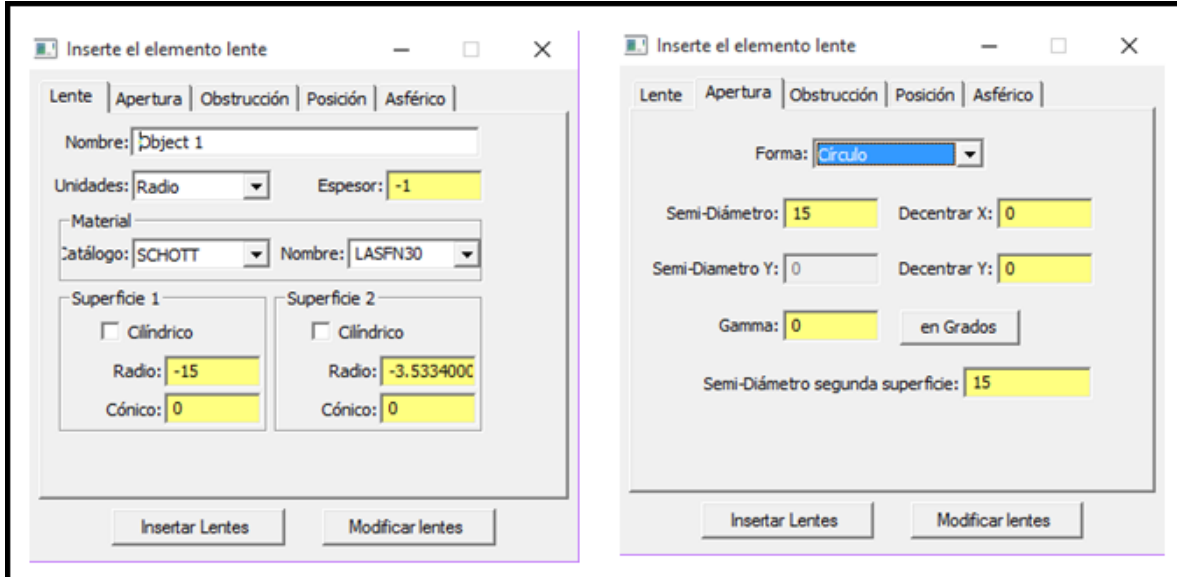 Inserte el elemento lente
Lente Apertura Obstrucción Posición Asférico
Nombre: Object 1
Unidades: Radio Espesor: -1
Material
Catálogo: SCHOTT Nombre: LASFN30
Superficie 1 Superficie 2
Cilíndrico Cilíndrico
Radio: -15 Radio: -3.5334000
Cónico: 0 Cónico: 0
Insertar Lentes Modificar lentes
Inserte el elemento lente
Lente Apertura Obstrucción Posición Asférico
Forma: Círculo
Semi-Diámetro: 15 Decentrar X: 0
Semi-Diametro Y: 0 Decentrar Y: 0
Gamma: 0 en Grados
Semi-Diámetro segunda superficie: 15
Insertar Lentes Modificar lentes